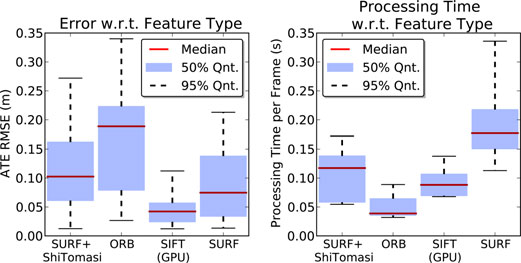 Error w.r.t. Feature Type
0.35
0.30
0.25
0.20
0.15
0.10
0.05
0.00
ATE RMSE (m)
Median
50% Qnt.
95% Qnt.
SURF+
ShiTomasi
ORB
SIFT
(GPU)
SURF
Processing Time
w.r.t. Feature Type
0.35
0.30
0.25
0.20
0.15
0.10
0.05
0.00
Processing Time per Frame (s)
Median
50% Qnt.
95% Qnt.
SURF+
ShiTomasi
ORB
SIFT
(GPU)
SURF